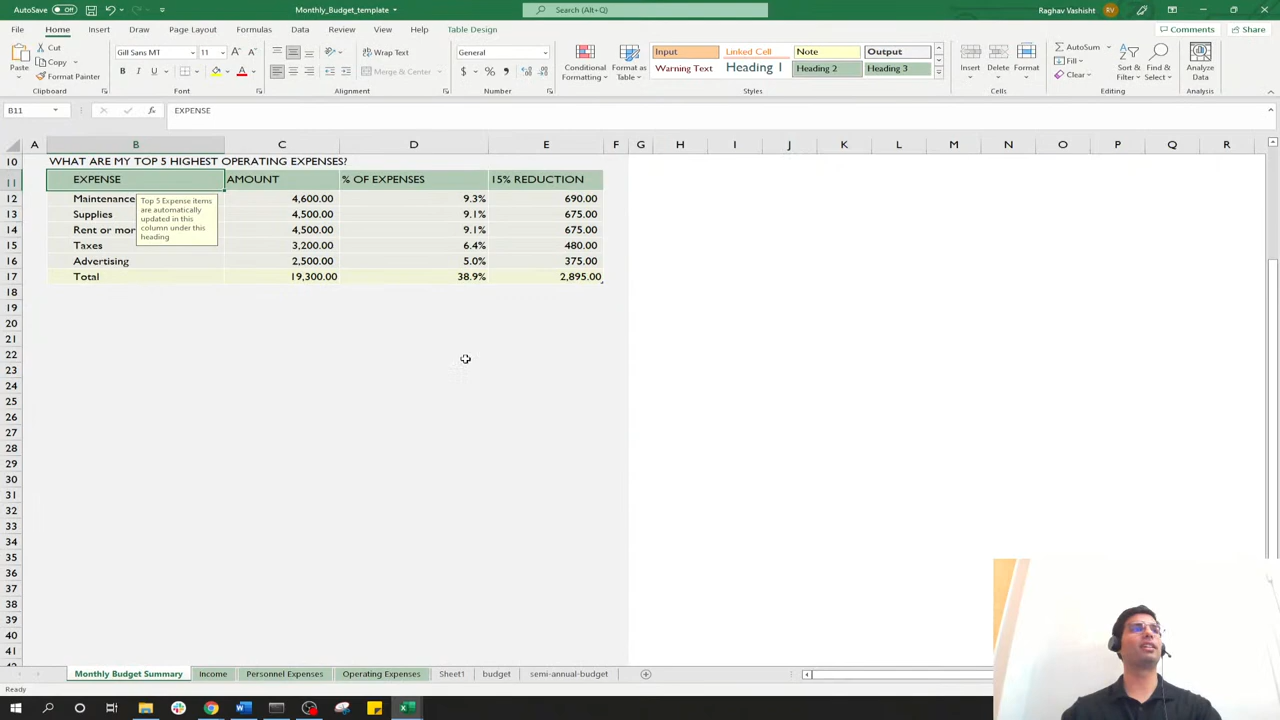 AutoSave Off Monthly_Budget_template Search (Alt+Q) Raghav Vashisht RV
File Home Insert Draw Page Layout Formulas Data Review View Help Table Design Comments Share
Paste Cut Copy Format Painter Clipboard
Gill Sans MT 11 A A B I U A Font
Wrap Text Merge & Center Alignment
General $ % Number
Conditional Formatting Format as Table
Input Linked Cell Note Output
Warning Text Heading 1 Heading 2 Heading 3
Styles
Insert Delete Format Cells
AutoSum Fill Clear Sort & Filter Find & Select Editing
Analyze Data Analysis
B11 fx EXPENSE
A B C D E F G H I J K L M N O P Q R
10 WHAT ARE MY TOP 5 HIGHEST OPERATING EXPENSES?
11 EXPENSE AMOUNT % OF EXPENSES 15% REDUCTION
12 Maintenance 4,600.00 9.3% 690.00
13 Supplies 4,500.00 9.1% 675.00
14 Rent or mor 4,500.00 9.1% 675.00
15 Taxes 3,200.00 6.4% 480.00
16 Advertising 2,500.00 5.0% 375.00
17 Total 19,300.00 38.9% 2,895.00
Top 5 Expense items
are automatically
updated in this
column under this
heading
18
19
20
21
22
23
24
25
26
27
28
29
30
31
32
33
34
35
36
37
38
39
40
41
Monthly Budget Summary Income Personnel Expenses Operating Expenses Sheet1 budget semi-annual-budget
Ready